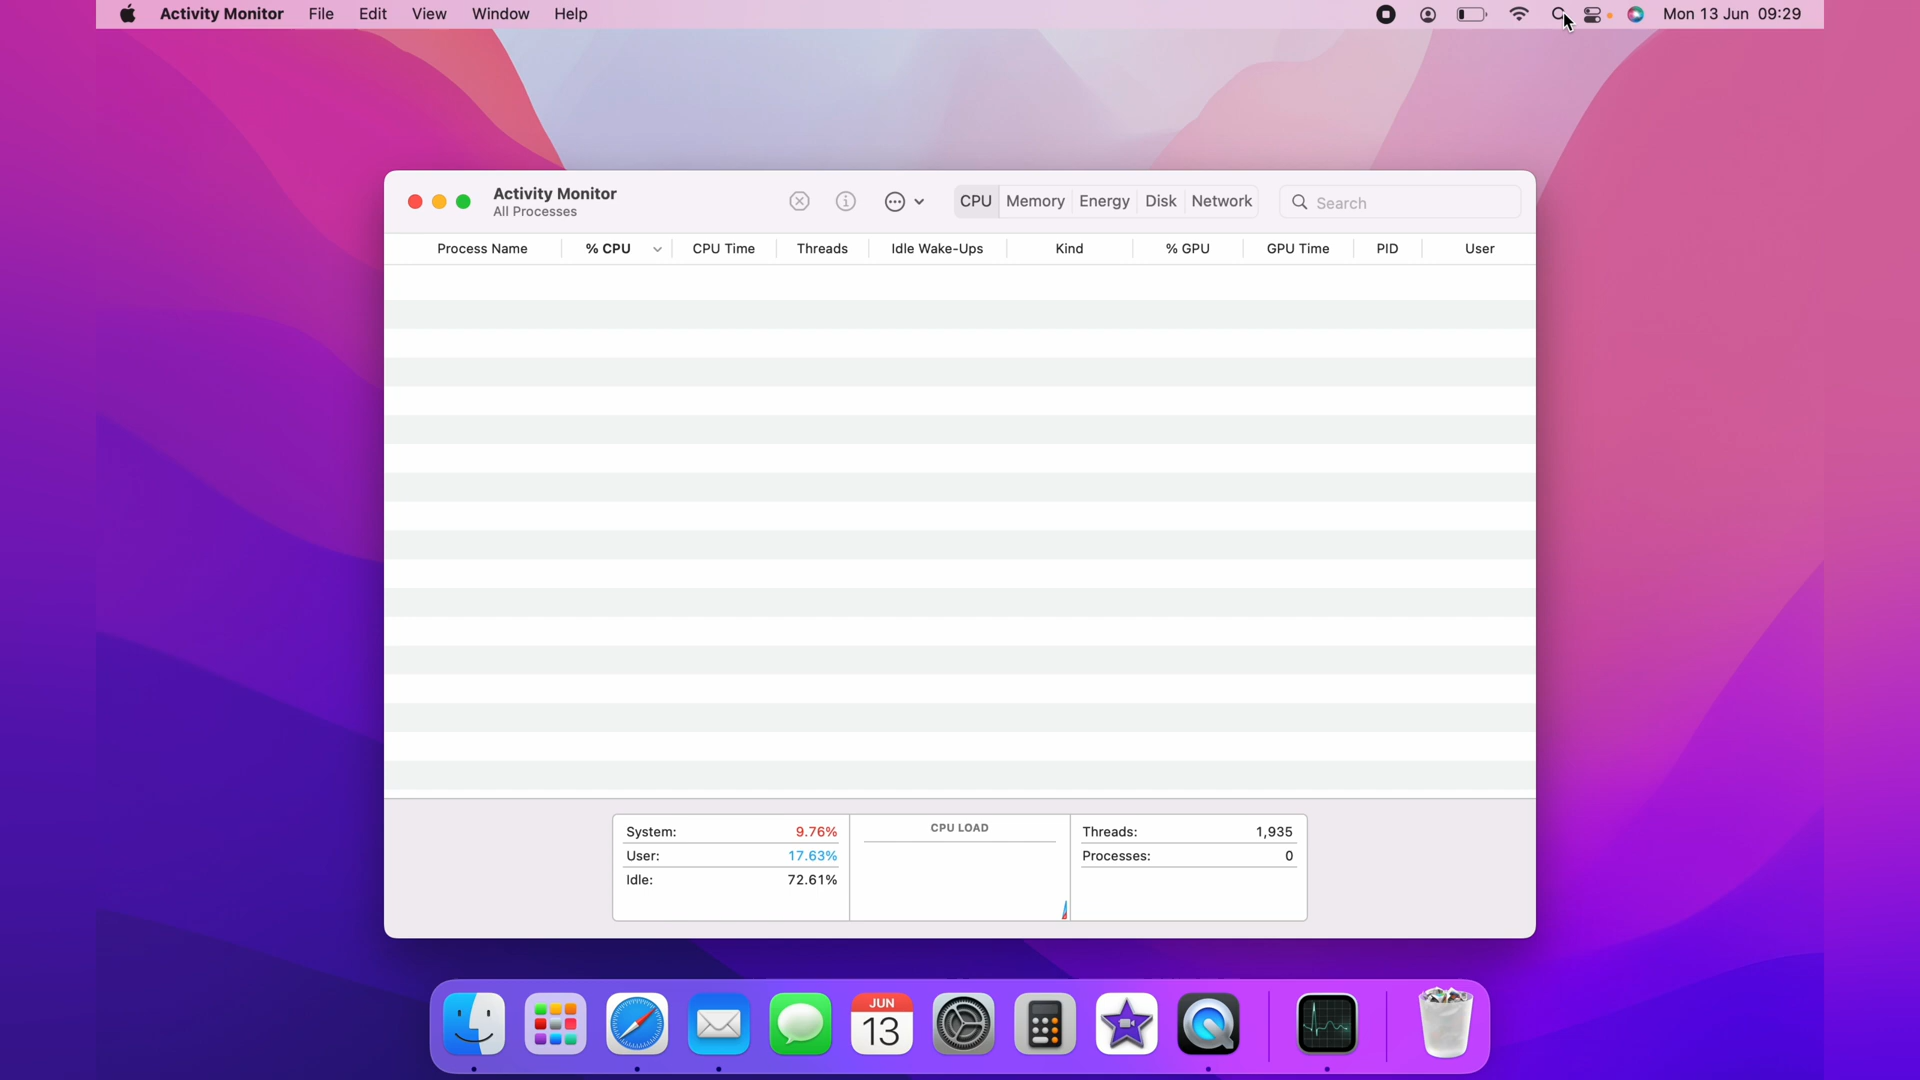 Activity Monitor File Edit View Window Help Mon 13 Jun 09:29
Activity Monitor
All Processes
CPU Memory Energy Disk Network Search
Process Name % CPU CPU Time Threads Idle Wake-Ups Kind % GPU GPU Time PID User
System: 9.76% CPU LOAD Threads: 1,935
User: 17.63% Processes: 0
Idle: 72.61%
JUN
13